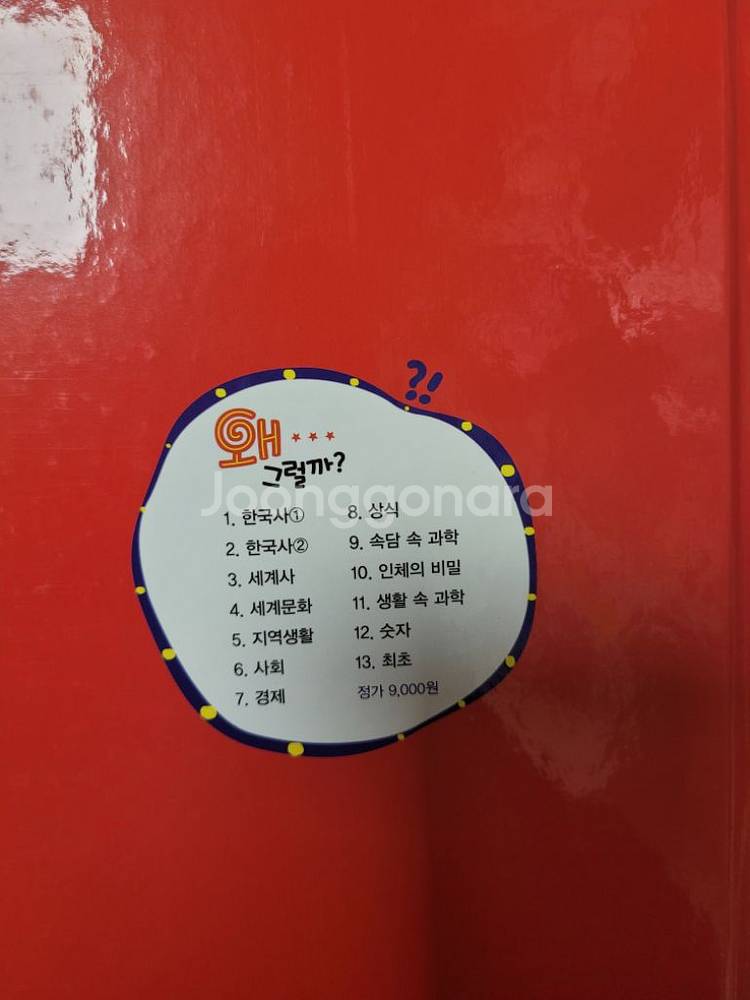 ?!
왜
그럴까?
Joonggonara
1. 한국사①
2. 한국사②
3. 세계사
4. 세계문화
5. 지역생활
6. 사회
7. 경제
8. 상식
9. 속담 속 과학
10. 인체의 비밀
11. 생활 속 과학
12. 숫자
13. 최초
정가 9,000원